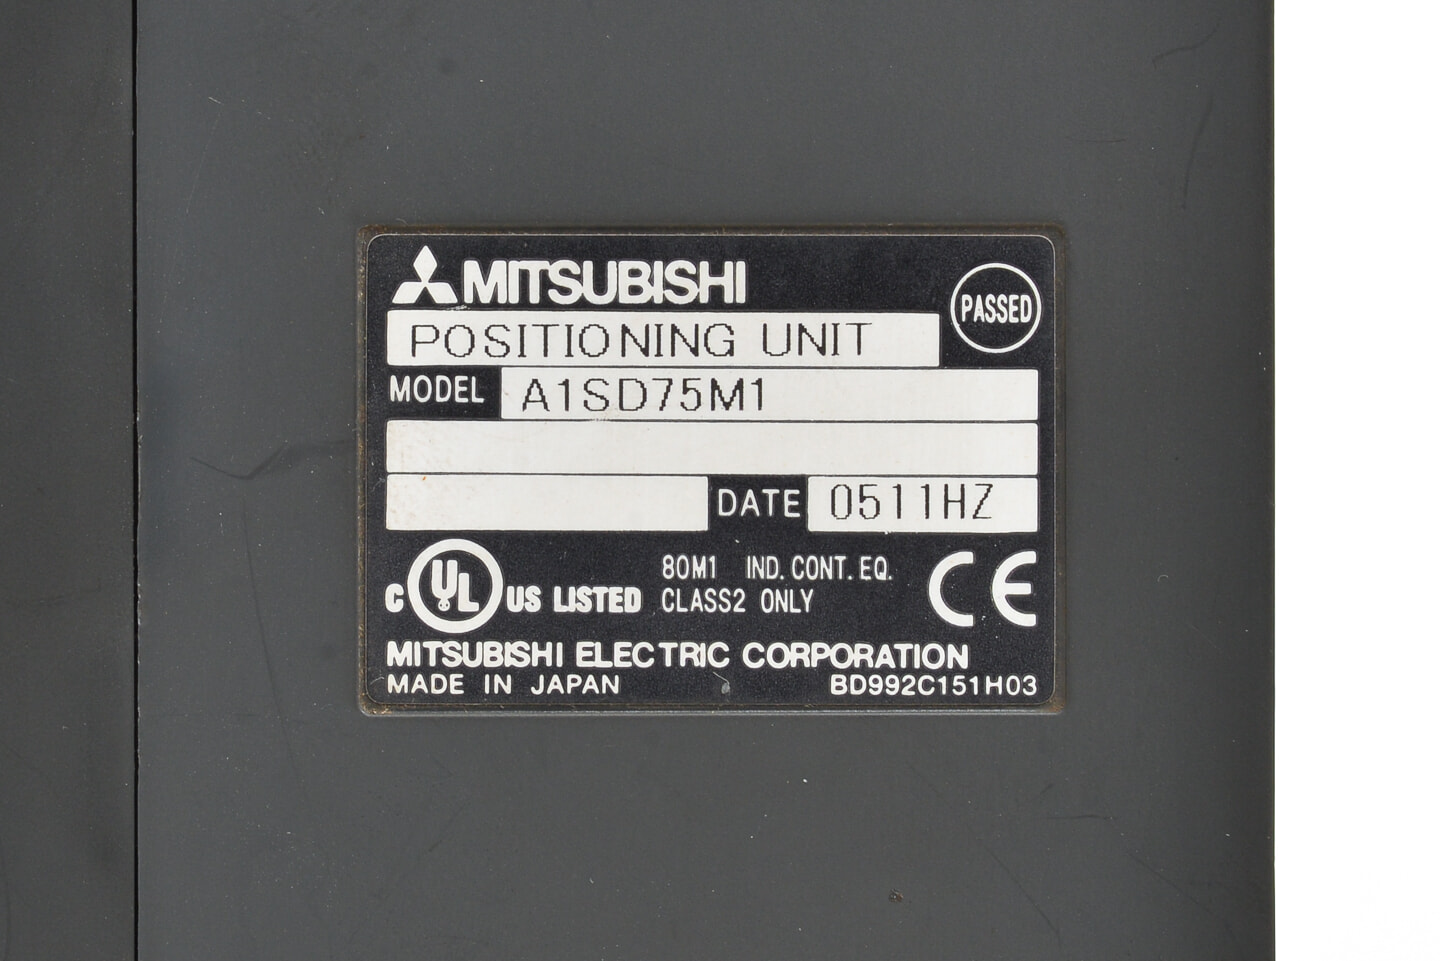 MITSUBISHI
PASSED
POSITIONING UNIT
MODEL A1SD75M1
DATE 0511HZ
C UL US LISTED 80M1 IND. CONT. EQ.
CLASS2 ONLY
CE
MITSUBISHI ELECTRIC CORPORATION
MADE IN JAPAN BD992C151H03